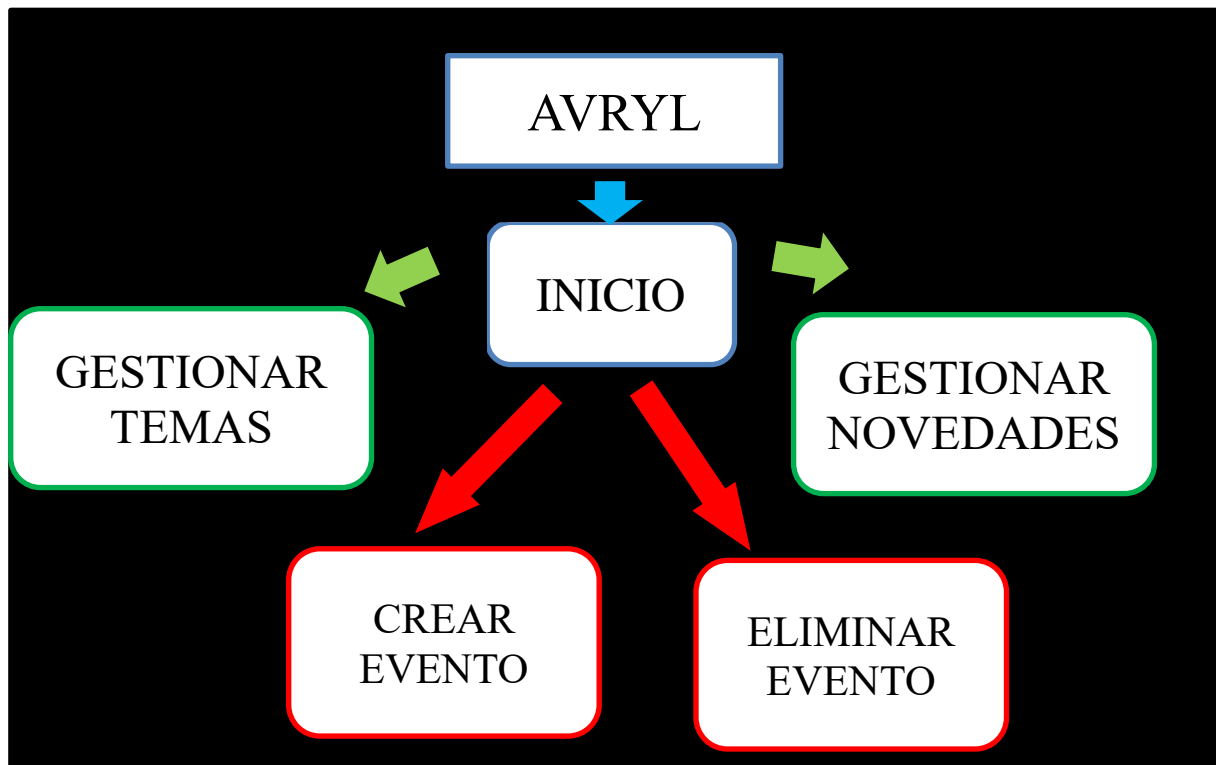 AVRYL
INICIO
GESTIONAR
TEMAS
GESTIONAR
NOVEDADES
CREAR
EVENTO
ELIMINAR
EVENTO